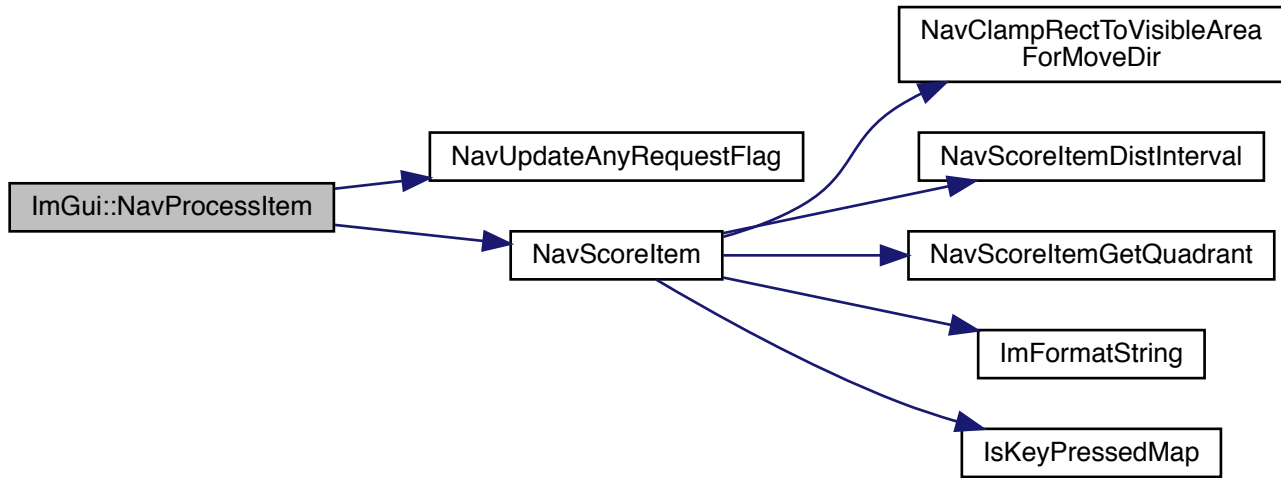 ImGui::NavProcessItem
NavUpdateAnyRequestFlag
NavScoreItem
NavClampRectToVisibleArea
ForMoveDir
NavScoreItemDistInterval
NavScoreItemGetQuadrant
ImFormatString
IsKeyPressedMap